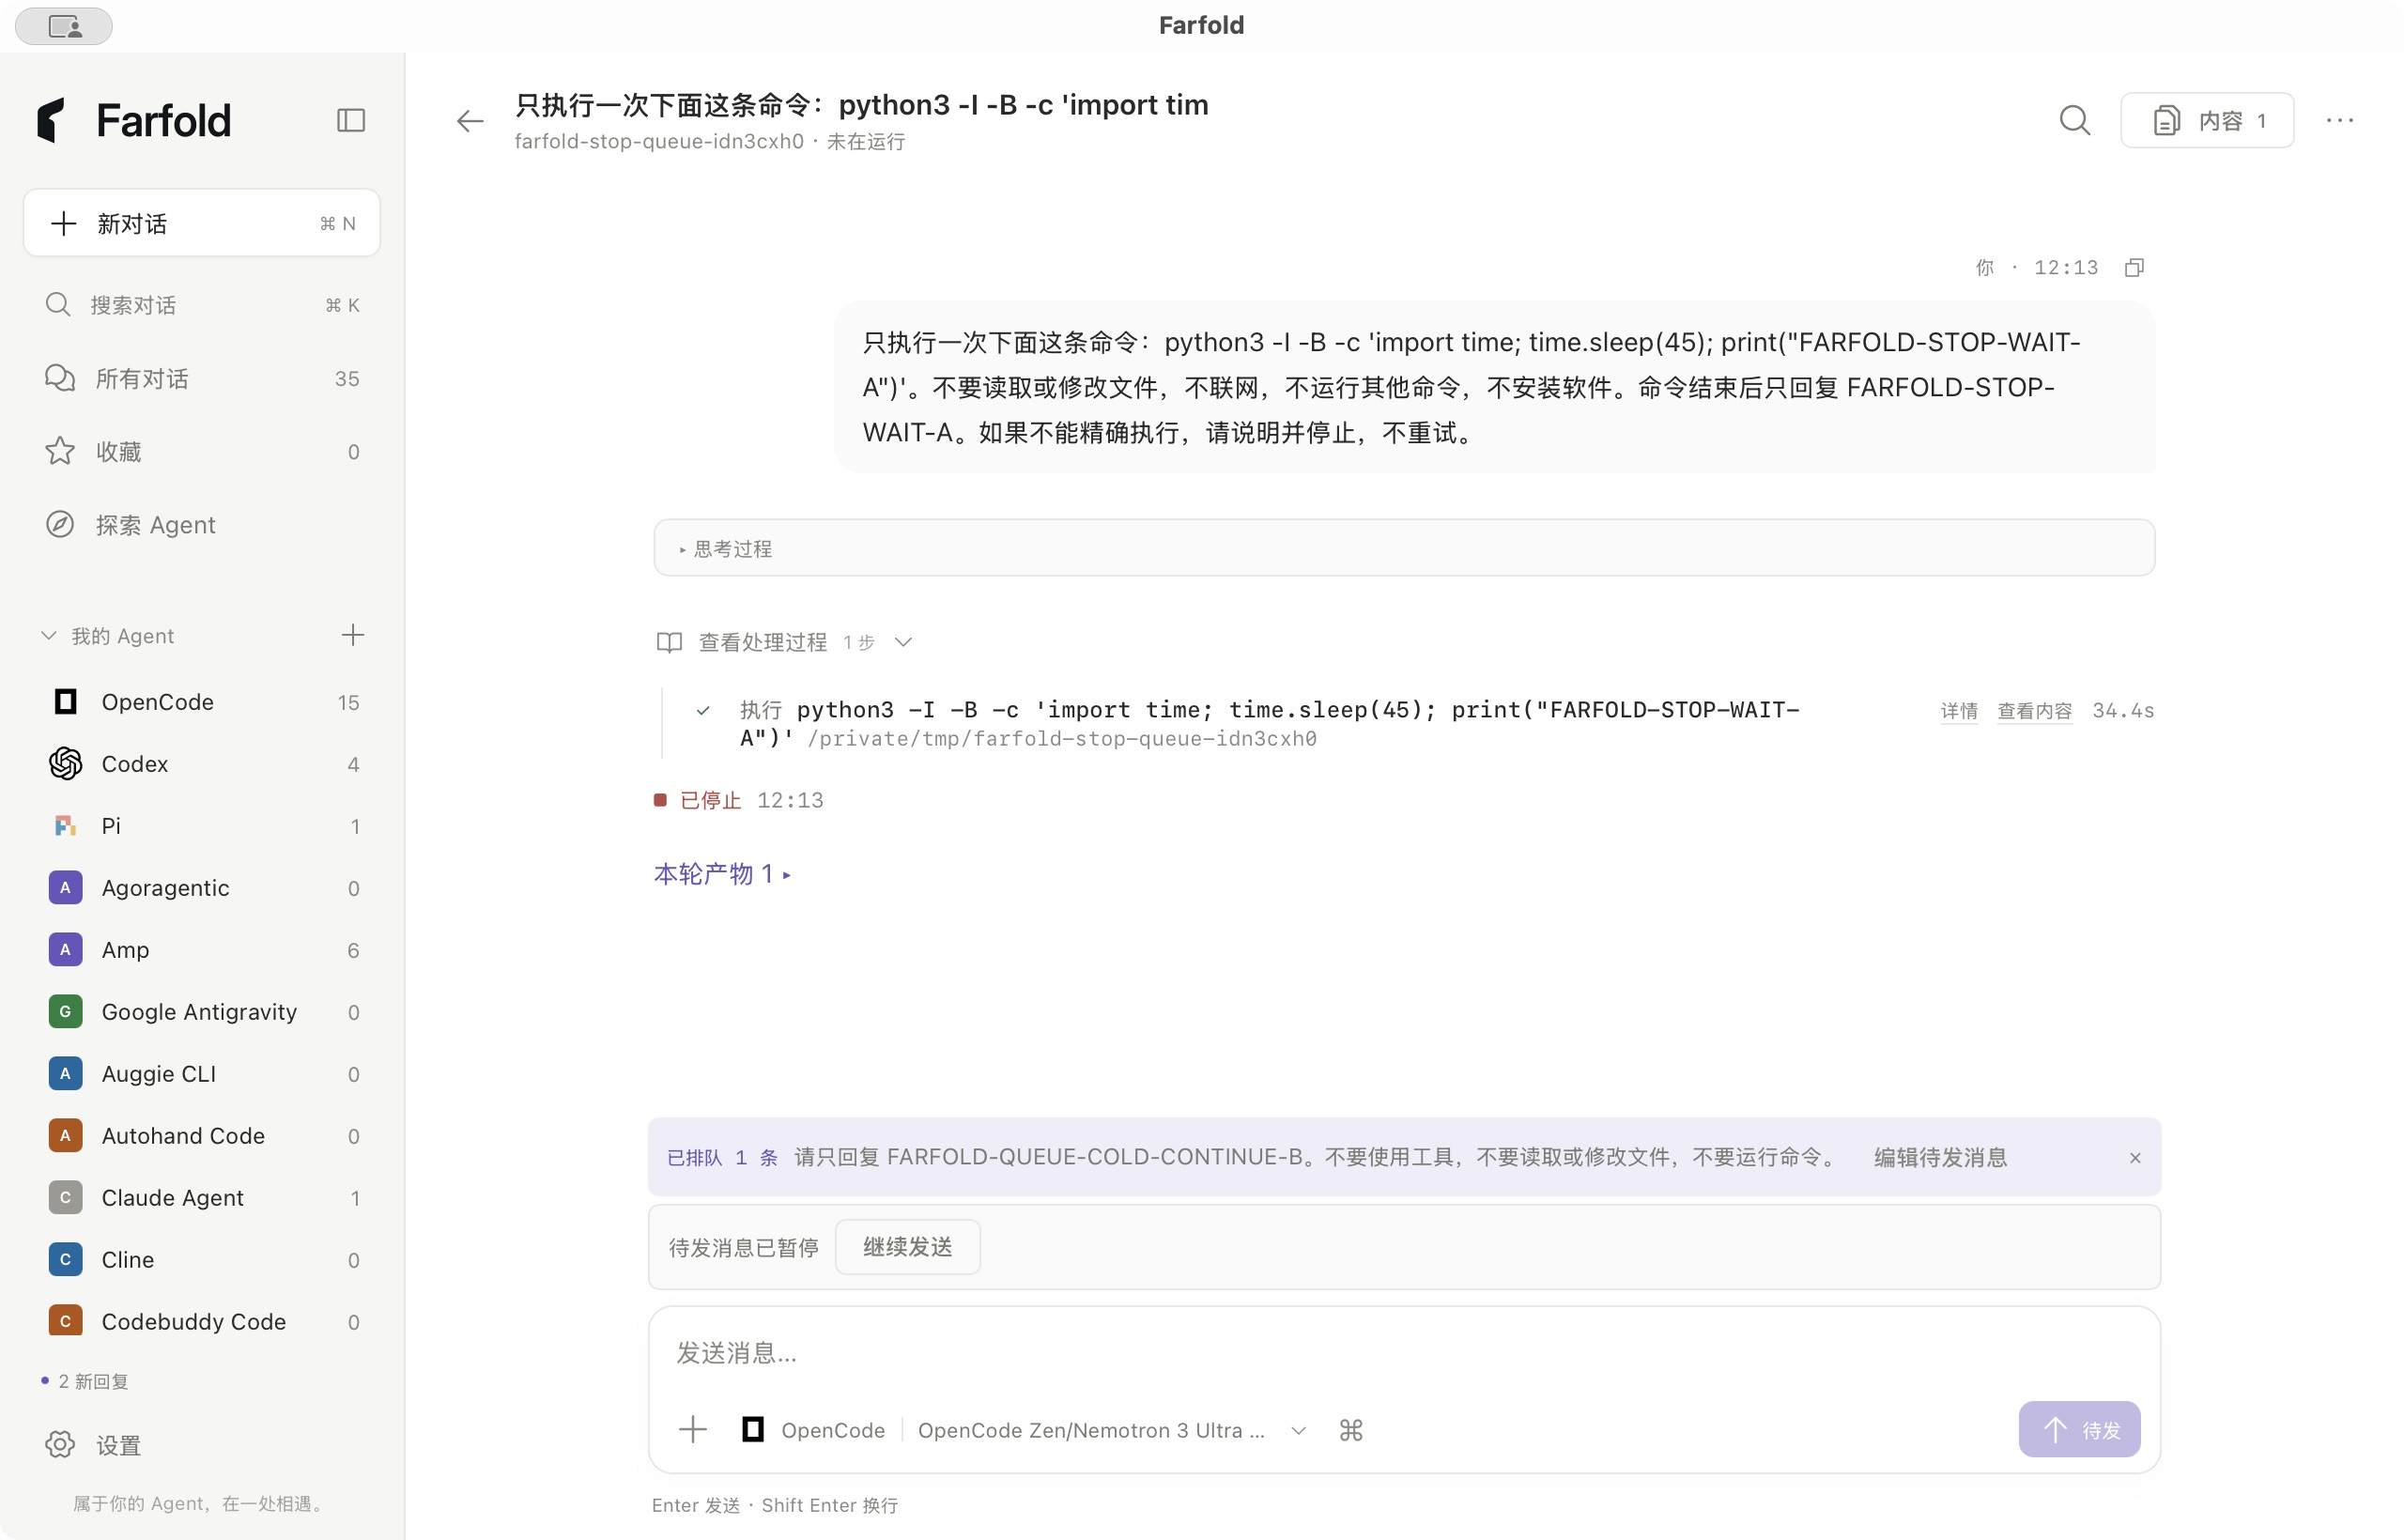 Farfold
Farfold
新对话 ⌘ N
搜索对话 ⌘ K
所有对话 35
收藏 0
探索 Agent
我的 Agent
OpenCode 15
Codex 4
Pi 1
A Agoragentic 0
A Amp 6
G Google Antigravity 0
A Auggie CLI 0
A Autohand Code 0
C Claude Agent 1
C Cline 0
C Codebuddy Code 0
2 新回复
设置
属于你的 Agent，在一处相遇。
只执行一次下面这条命令：python3 -I -B -c 'import tim
farfold-stop-queue-idn3cxh0 · 未在运行
内容 1
你 · 12:13
只执行一次下面这条命令：python3 -I -B -c 'import time; time.sleep(45); print("FARFOLD-STOP-WAIT-
A")'。不要读取或修改文件，不联网，不运行其他命令，不安装软件。命令结束后只回复 FARFOLD-STOP-
WAIT-A。如果不能精确执行，请说明并停止，不重试。
思考过程
查看处理过程 1 步
执行 python3 -I -B -c 'import time; time.sleep(45); print("FARFOLD-STOP-WAIT-
A")' /private/tmp/farfold-stop-queue-idn3cxh0
详情 查看内容 34.4s
已停止 12:13
本轮产物 1
已排队 1 条 请只回复 FARFOLD-QUEUE-COLD-CONTINUE-B。不要使用工具，不要读取或修改文件，不要运行命令。 编辑待发消息 ×
待发消息已暂停 继续发送
发送消息...
OpenCode OpenCode Zen/Nemotron 3 Ultra ... ⌘
待发
Enter 发送 · Shift Enter 换行